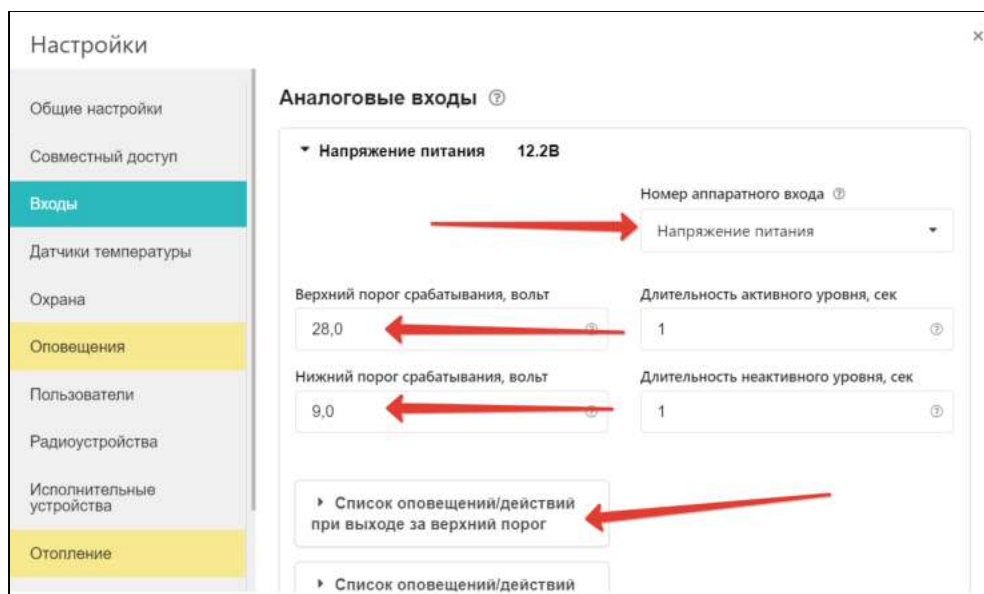 Настройки
×
Общие настройки
Совместный доступ
Входы
Датчики температуры
Охрана
Оповещения
Пользователи
Радиоустройства
Исполнительные
устройства
Отопление
Аналоговые входы ?
Напряжение питания 12.2В
Номер аппаратного входа ?
Напряжение питания
Верхний порог срабатывания, вольт
28,0 ?
Длительность активного уровня, сек
1 ?
Нижний порог срабатывания, вольт
9,0 ?
Длительность неактивного уровня, сек
1 ?
Список оповещений/действий
при выходе за верхний порог
Список оповещений/действий